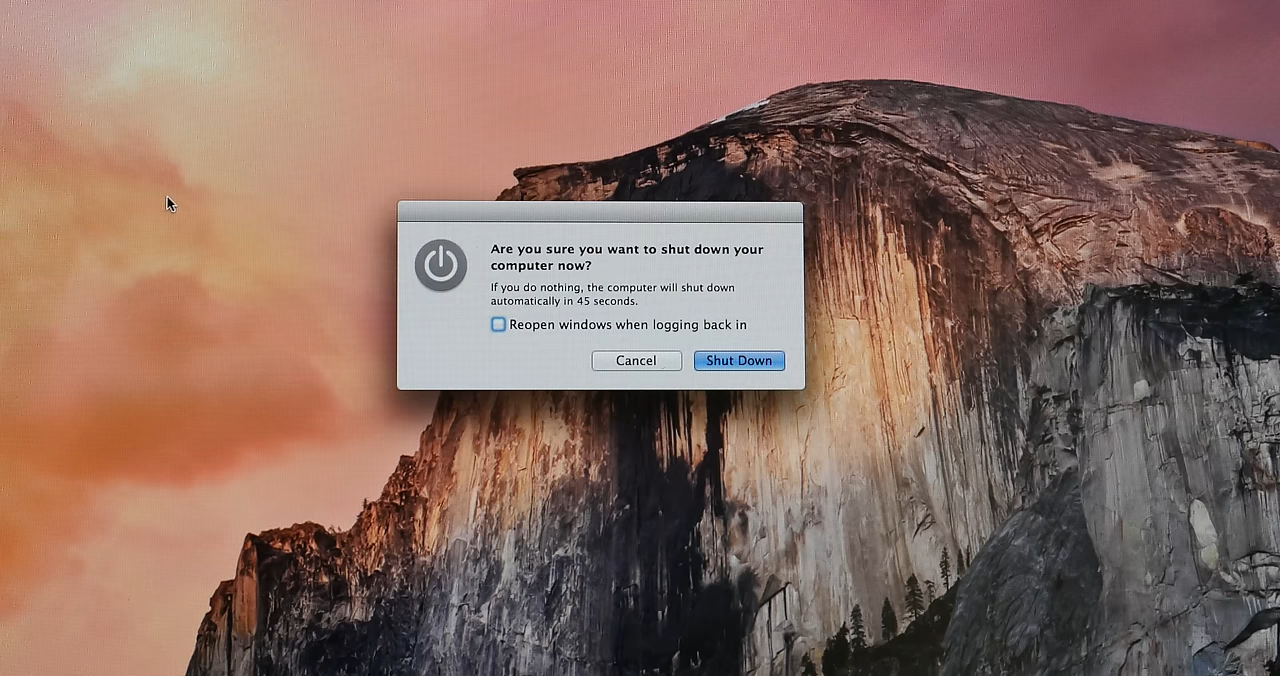 Are you sure you want to shut down your
computer now?
If you do nothing, the computer will shut down
automatically in 45 seconds.
Reopen windows when logging back in
Cancel
Shut Down